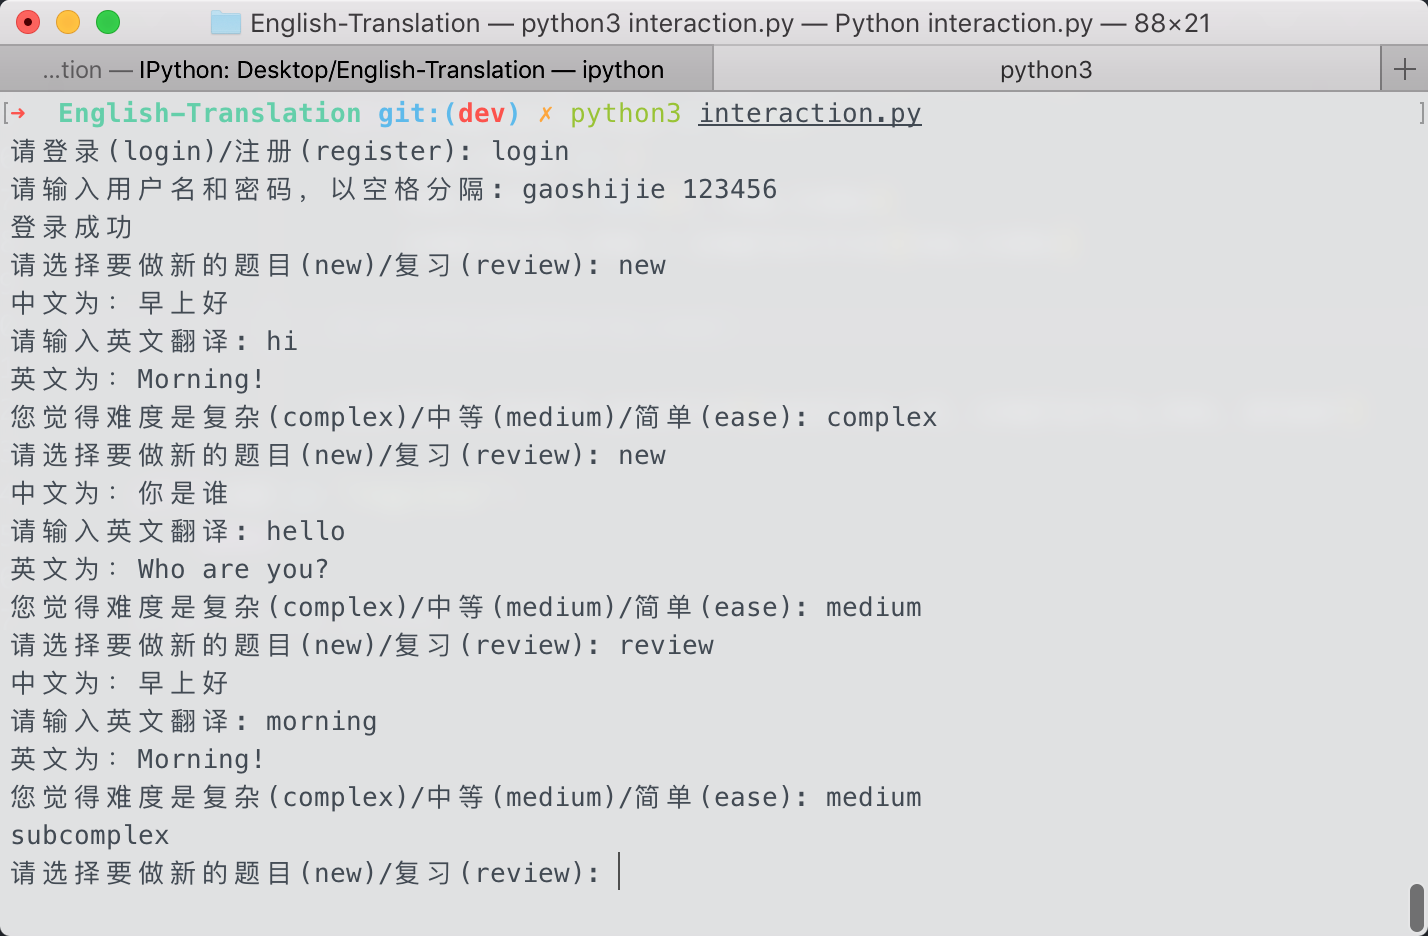 English-Translation — python3 interaction.py — Python interaction.py — 88×21
...tion — IPython: Desktop/English-Translation — ipython
python3
[→ English-Translation git:(dev) ✗ python3 interaction.py ]
请登录(login)/注册(register): login
请输入用户名和密码, 以空格分隔: gaoshijie 123456
登录成功
请选择要做新的题目(new)/复习(review): new
中文为: 早上好
请输入英文翻译: hi
英文为: Morning!
您觉得难度是复杂(complex)/中等(medium)/简单(ease): complex
请选择要做新的题目(new)/复习(review): new
中文为: 你是谁
请输入英文翻译: hello
英文为: Who are you?
您觉得难度是复杂(complex)/中等(medium)/简单(ease): medium
请选择要做新的题目(new)/复习(review): review
中文为: 早上好
请输入英文翻译: morning
英文为: Morning!
您觉得难度是复杂(complex)/中等(medium)/简单(ease): medium
subcomplex
请选择要做新的题目(new)/复习(review):